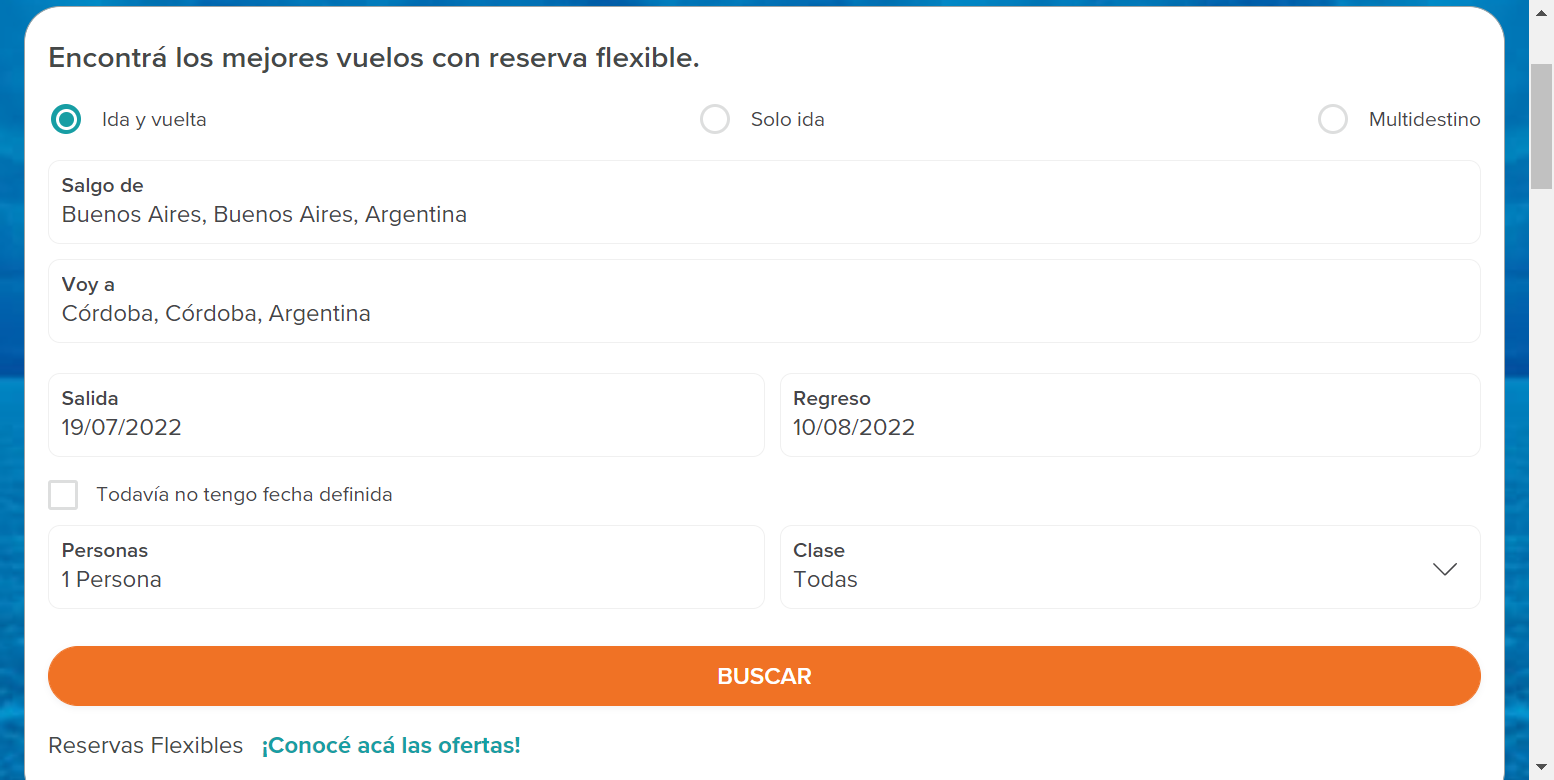 Encontrá los mejores vuelos con reserva flexible.
Ida y vuelta
Solo ida
Multidestino
Salgo de
Buenos Aires, Buenos Aires, Argentina
Voy a
Córdoba, Córdoba, Argentina
Salida
19/07/2022
Regreso
10/08/2022
Todavía no tengo fecha definida
Personas
1 Persona
Clase
Todas
BUSCAR
Reservas Flexibles ¡Conocé acá las ofertas!